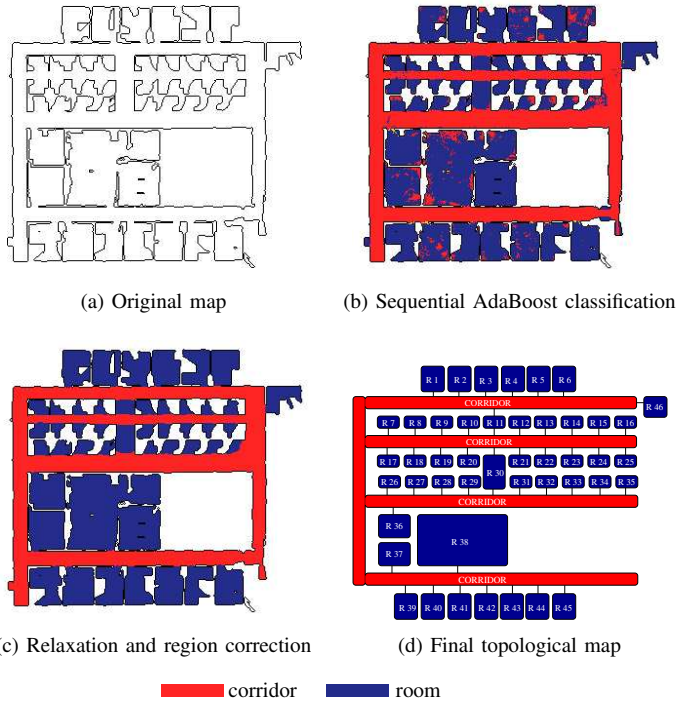 (a) Original map
(b) Sequential AdaBoost classification
R 1 R 2 R 3 R 4 R 5 R 6
CORRIDOR
R 46
R 7 R 8 R 9 R 10 R 11 R 12 R 13 R 14 R 15 R 16
CORRIDOR
R 17 R 18 R 19 R 20 R 21 R 22 R 23 R 24 R 25
R 30
R 26 R 27 R 28 R 29 R 31 R 32 R 33 R 34 R 35
CORRIDOR
R 36
R 38
R 37
CORRIDOR
R 39 R 40 R 41 R 42 R 43 R 44 R 45
(c) Relaxation and region correction
(d) Final topological map
corridor
room